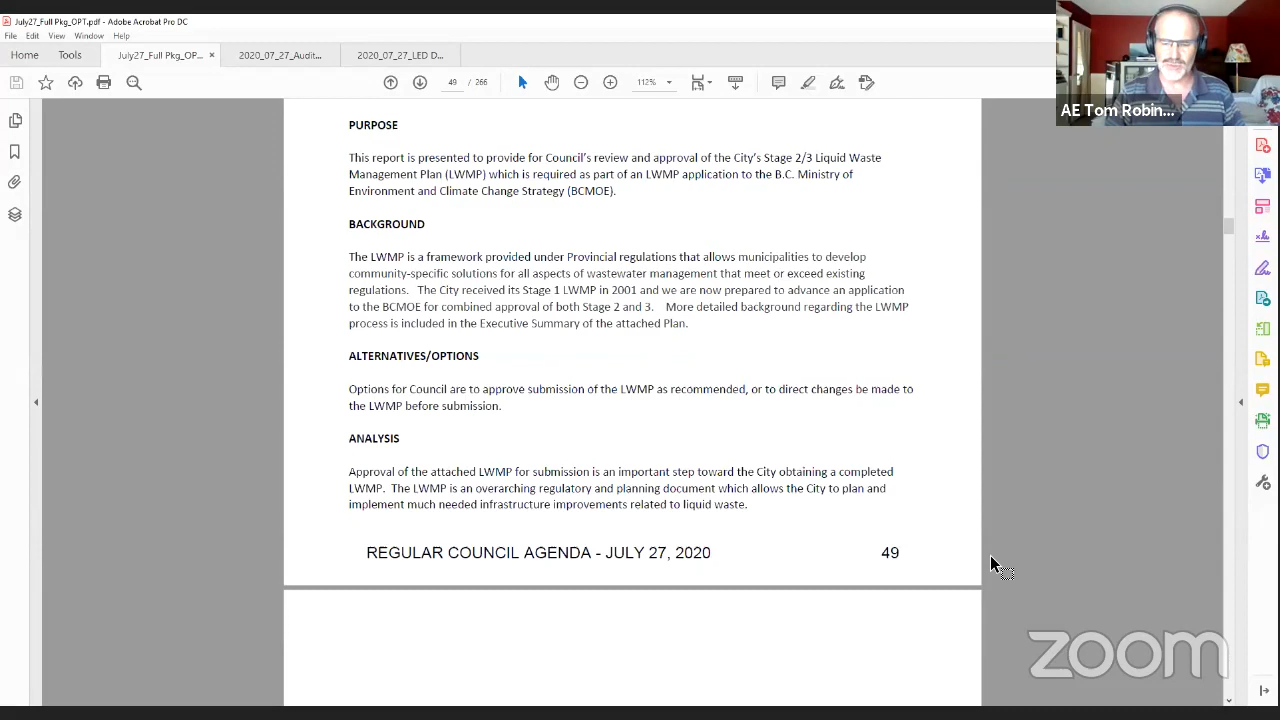 July27_Full Pkg_OPT.pdf - Adobe Acrobat Pro DC
File Edit View Window Help
Home Tools July27_Full Pkg_OP... × 2020_07_27_Audit... 2020_07_27_LED D...
49 / 266 112%
AE Tom Robin...
PURPOSE
This report is presented to provide for Council's review and approval of the City's Stage 2/3 Liquid Waste
Management Plan (LWMP) which is required as part of an LWMP application to the B.C. Ministry of
Environment and Climate Change Strategy (BCMOE).
BACKGROUND
The LWMP is a framework provided under Provincial regulations that allows municipalities to develop
community-specific solutions for all aspects of wastewater management that meet or exceed existing
regulations. The City received its Stage 1 LWMP in 2001 and we are now prepared to advance an application
to the BCMOE for combined approval of both Stage 2 and 3. More detailed background regarding the LWMP
process is included in the Executive Summary of the attached Plan.
ALTERNATIVES/OPTIONS
Options for Council are to approve submission of the LWMP as recommended, or to direct changes be made to
the LWMP before submission.
ANALYSIS
Approval of the attached LWMP for submission is an important step toward the City obtaining a completed
LWMP. The LWMP is an overarching regulatory and planning document which allows the City to plan and
implement much needed infrastructure improvements related to liquid waste.
REGULAR COUNCIL AGENDA - JULY 27, 2020 49
zoom